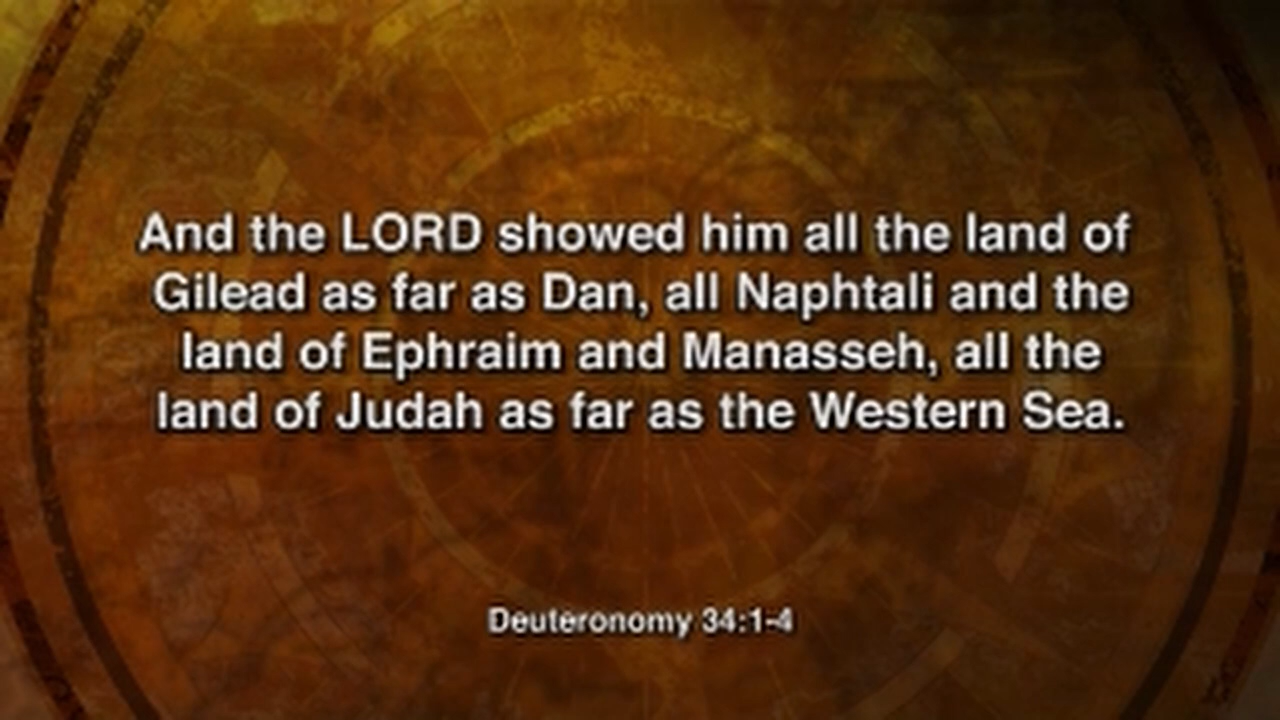 And the LORD showed him all the land of
Gilead as far as Dan, all Naphtali and the
land of Ephraim and Manasseh, all the
land of Judah as far as the Western Sea.
Deuteronomy 34:1-4